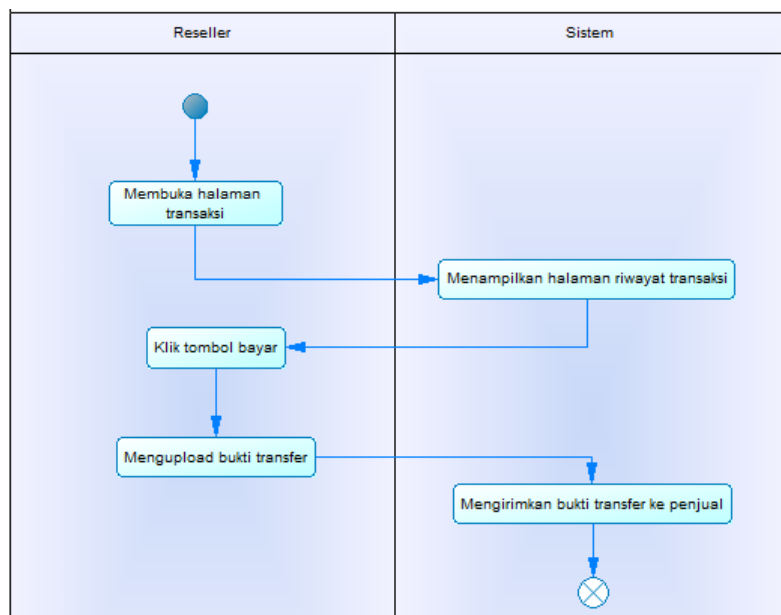 Reseller
Sistem
Membuka halaman
transaksi
Menampilkan halaman riwayat transaksi
Klik tombol bayar
Mengupload bukti transfer
Mengirimkan bukti transfer ke penjual